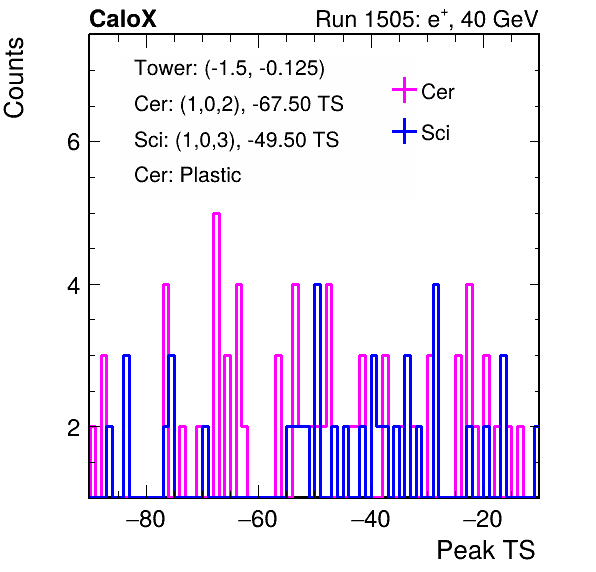 CaloX Run 1505: e⁺, 40 GeV
Counts
Tower: (-1.5, -0.125)
Cer: (1,0,2), -67.50 TS
Sci: (1,0,3), -49.50 TS
Cer: Plastic
Cer
Sci
6
4
2
−80 −60 −40 −20
Peak TS